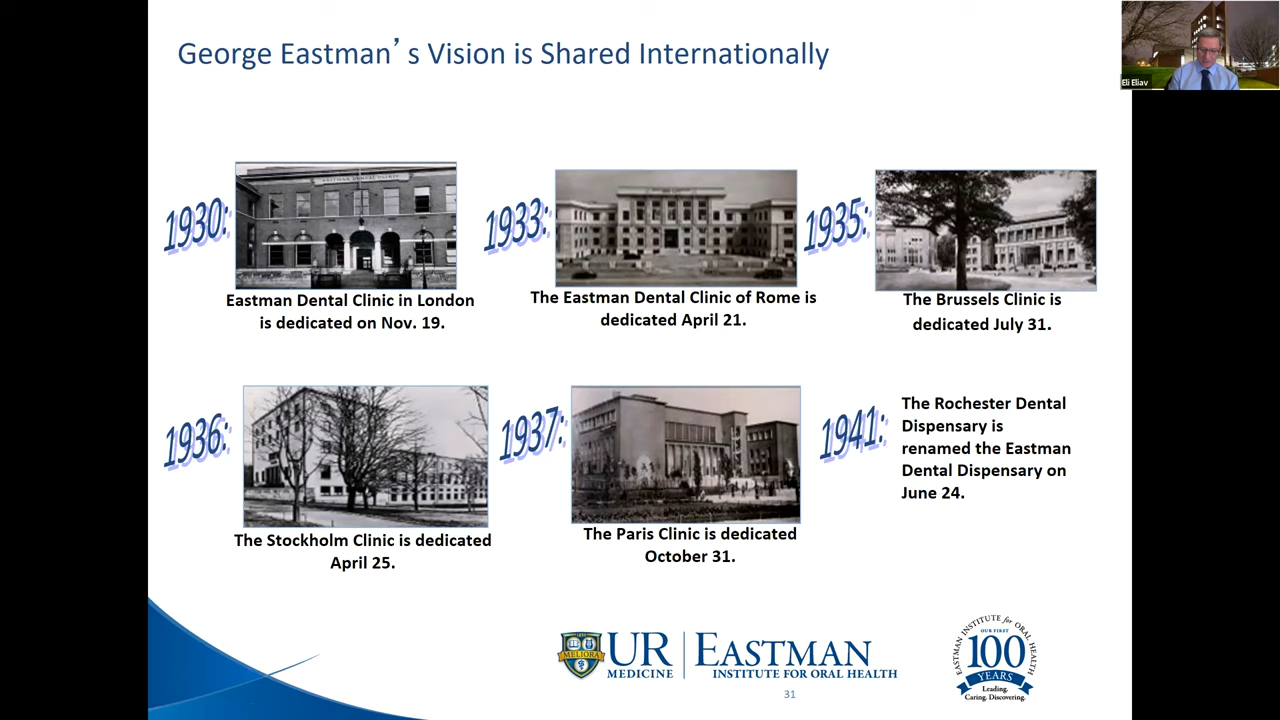 George Eastman's Vision is Shared Internationally
Eli Eliav
1930:
EASTMAN DENTAL CLINIC
Eastman Dental Clinic in London
is dedicated on Nov. 19.
1933:
The Eastman Dental Clinic of Rome is
dedicated April 21.
1935:
The Brussels Clinic is
dedicated July 31.
1936:
The Stockholm Clinic is dedicated
April 25.
1937:
The Paris Clinic is dedicated
October 31.
1941:
The Rochester Dental
Dispensary is
renamed the Eastman
Dental Dispensary on
June 24.
MELIORA
UR
MEDICINE
EASTMAN
INSTITUTE FOR ORAL HEALTH
EASTMAN INSTITUTE for ORAL HEALTH
OUR FIRST
100
YEARS
Leading.
Caring. Discovering.
31